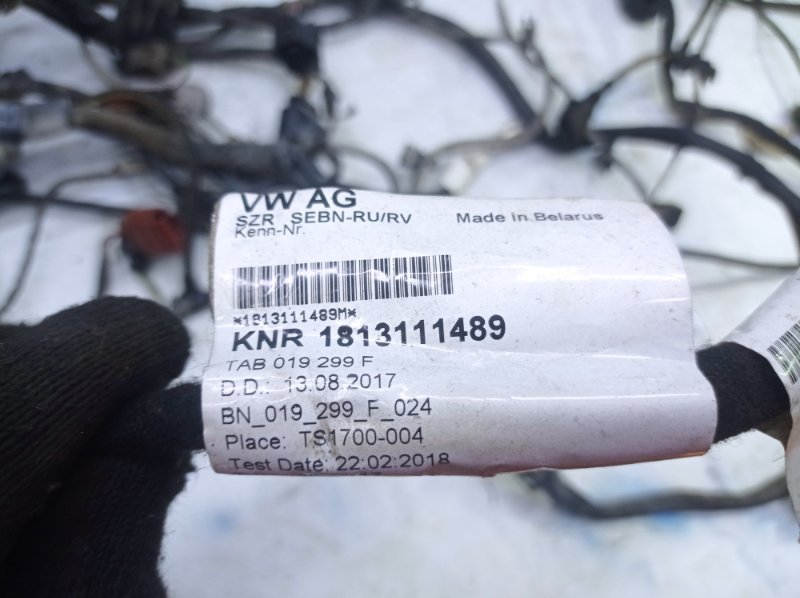 VW AG
SZR SEBN-RU/RV Made in Belarus
Kenn-Nr.
*1813111489M*
KNR 1813111489
TAB 019 299 F
D.D.: 13.08.2017
BN_019_299_F_024
Place: TS1700-004
Test Date: 22.02.2018